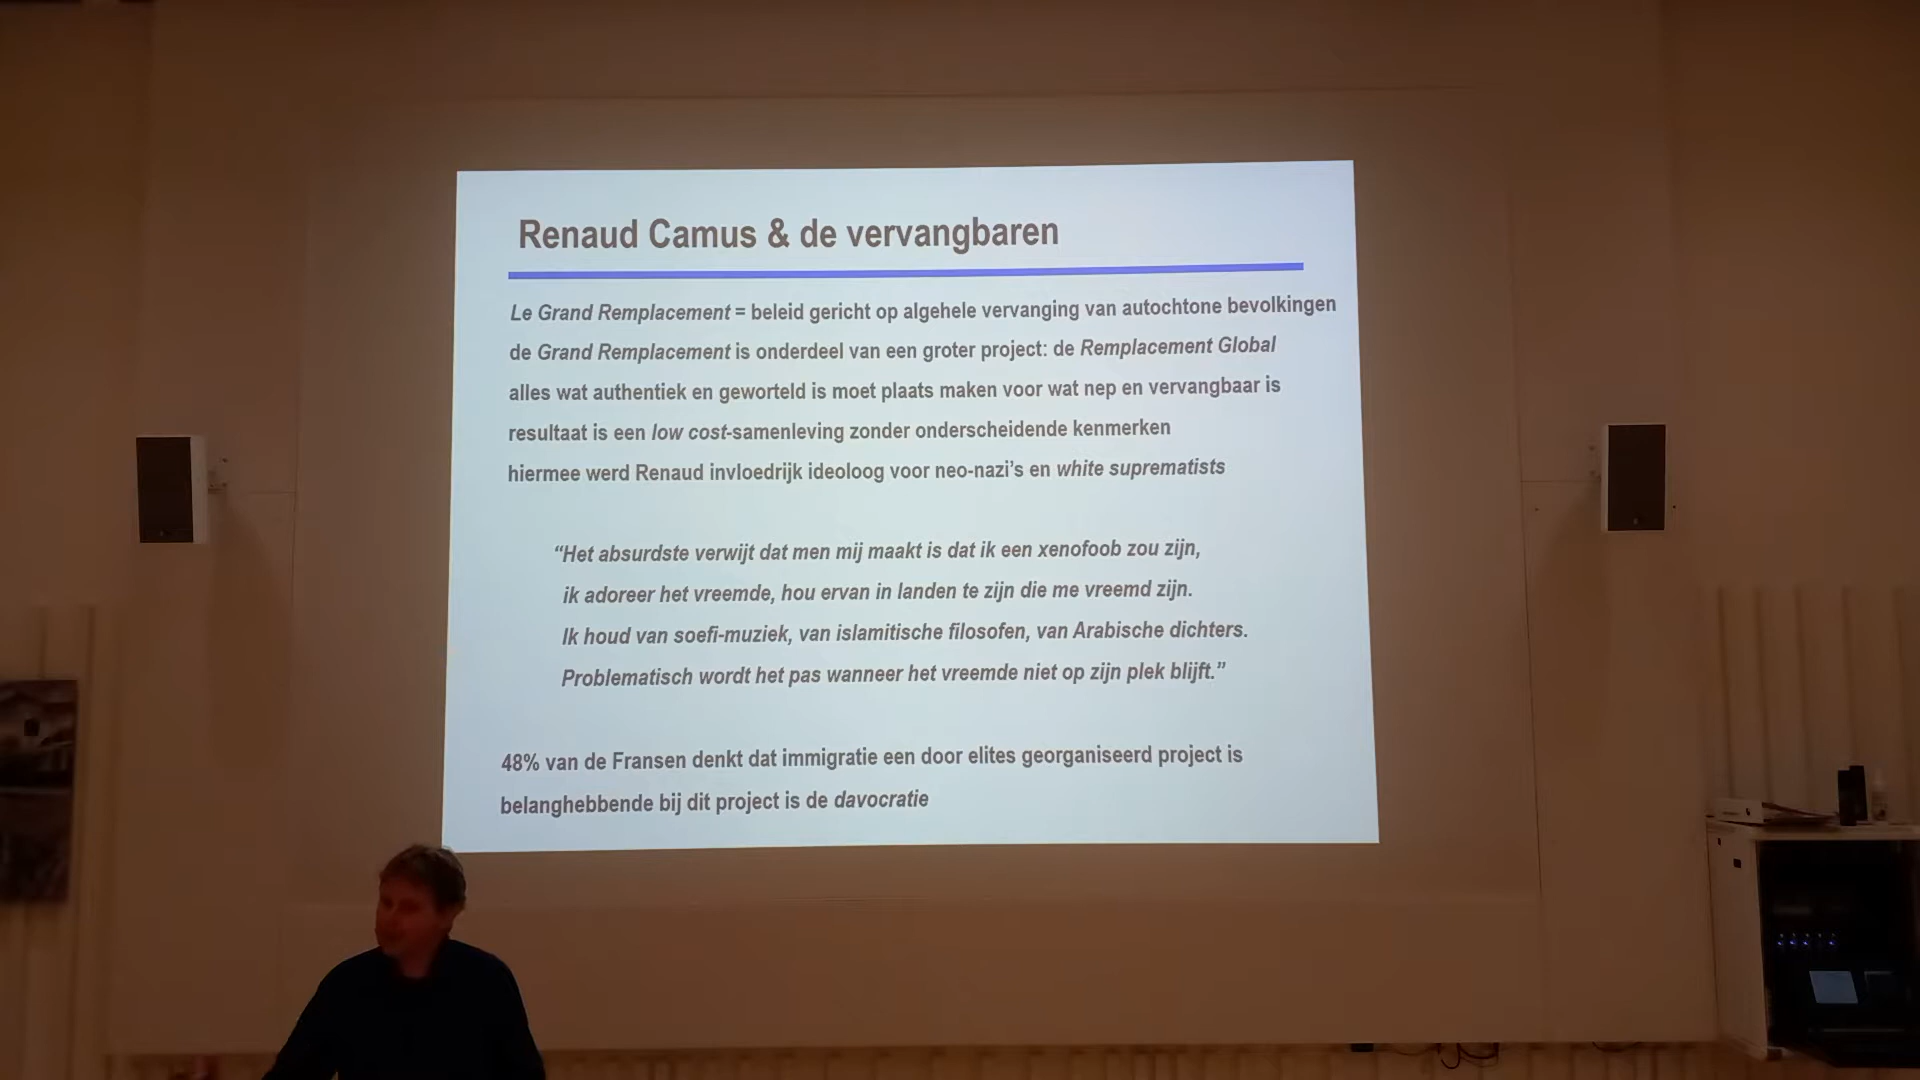 Renaud Camus & de vervangbaren
Le Grand Remplacement = beleid gericht op algehele vervanging van autochtone bevolkingen
de Grand Remplacement is onderdeel van een groter project: de Remplacement Global
alles wat authentiek en geworteld is moet plaats maken voor wat nep en vervangbaar is
resultaat is een low cost-samenleving zonder onderscheidende kenmerken
hiermee werd Renaud invloedrijk ideoloog voor neo-nazi’s en white suprematists
“Het absurdste verwijt dat men mij maakt is dat ik een xenofoob zou zijn,
ik adoreer het vreemde, hou ervan in landen te zijn die me vreemd zijn.
Ik houd van soefi-muziek, van islamitische filosofen, van Arabische dichters.
Problematisch wordt het pas wanneer het vreemde niet op zijn plek blijft.”
48% van de Fransen denkt dat immigratie een door elites georganiseerd project is
belanghebbende bij dit project is de davocratie